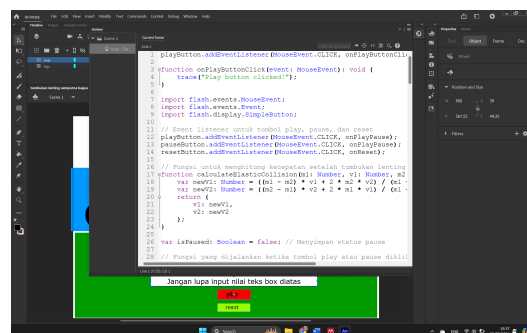 Animate File Edit View Insert Modify Text Commands Control Debug Window Help
Actions
Scene 1
Current frame
playButton.addEventListener(MouseEvent.CLICK, onPlayButtonCli
function onPlayButtonClick(event: MouseEvent): void {
trace("Play button clicked!");
}
import flash.events.MouseEvent;
import flash.events.Event;
import flash.display.SimpleButton;
// Event listener untuk tombol play, pause, dan reset
playButton.addEventListener(MouseEvent.CLICK, onPlayPause);
pauseButton.addEventListener(MouseEvent.CLICK, onPlayPause);
resetButton.addEventListener(MouseEvent.CLICK, onReset);
// Fungsi untuk menghitung kecepatan setelah tumbukan lenting
function calculateElasticCollision(m1: Number, v1: Number, m2
var newV1: Number = ((m1 - m2) * v1 + 2 * m2 * v2) / (m1 -
var newV2: Number = ((m2 - m1) * v2 + 2 * m1 * v1) / (m1 -
return {
v1: newV1,
v2: newV2
};
}
var isPaused: Boolean = false; // Menyimpan status pause
// Fungsi yang dijalankan ketika tombol play atau pause diklik
Scene 1
Properties
Tool Object Frame Doc
Position and Size
Filters
Jangan lupa input nilai teks box diatas
reset
Search